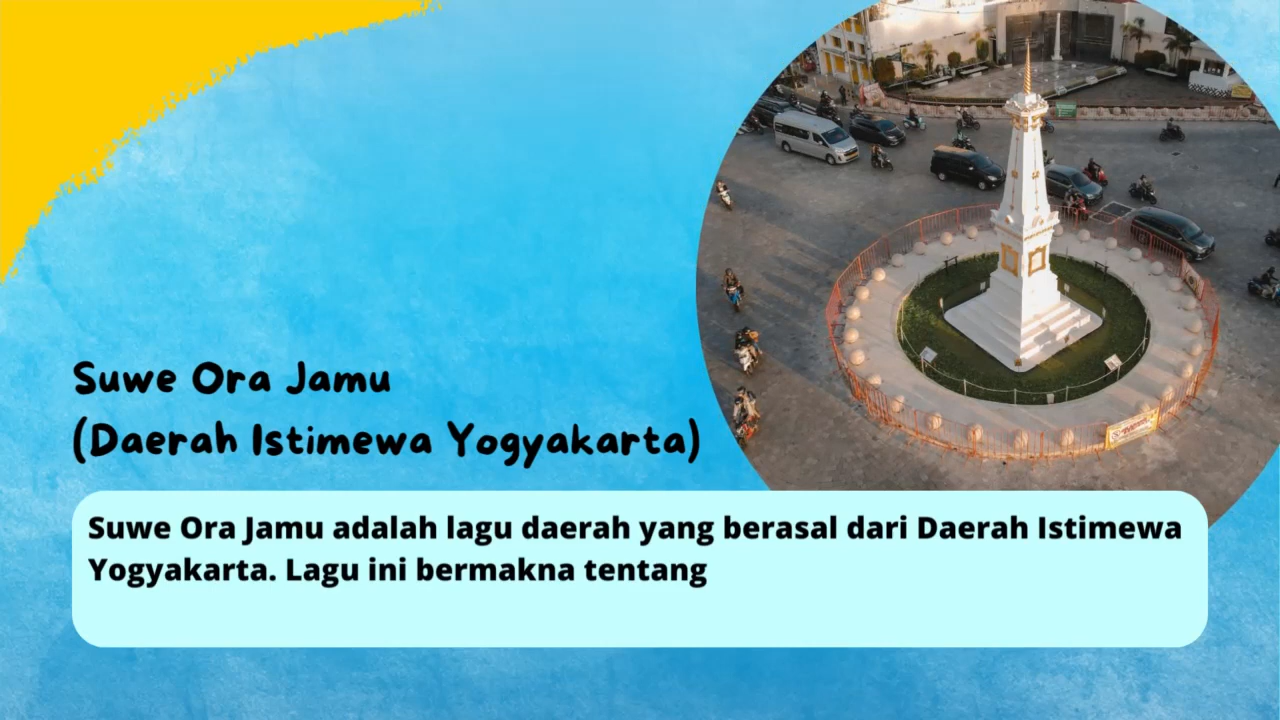 Suwe Ora Jamu
(Daerah Istimewa Yogyakarta)
Suwe Ora Jamu adalah lagu daerah yang berasal dari Daerah Istimewa
Yogyakarta. Lagu ini bermakna tentang